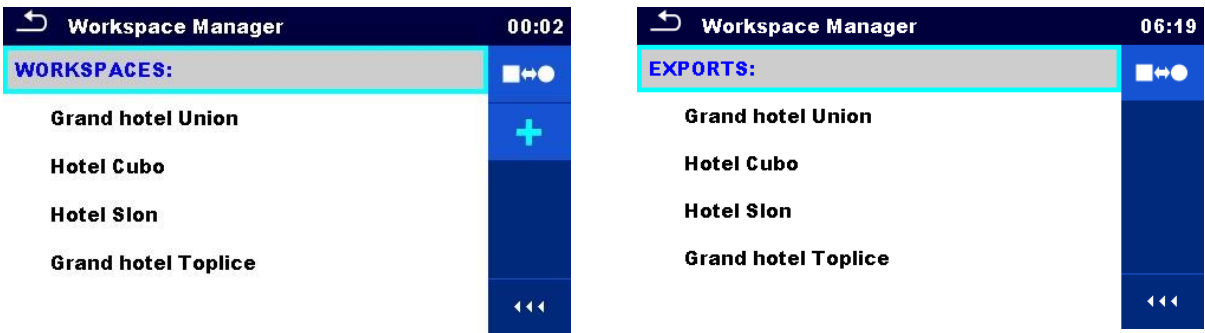 Workspace Manager 00:02
WORKSPACES:
Grand hotel Union
Hotel Cubo
Hotel Slon
Grand hotel Toplice
Workspace Manager 06:19
EXPORTS:
Grand hotel Union
Hotel Cubo
Hotel Slon
Grand hotel Toplice